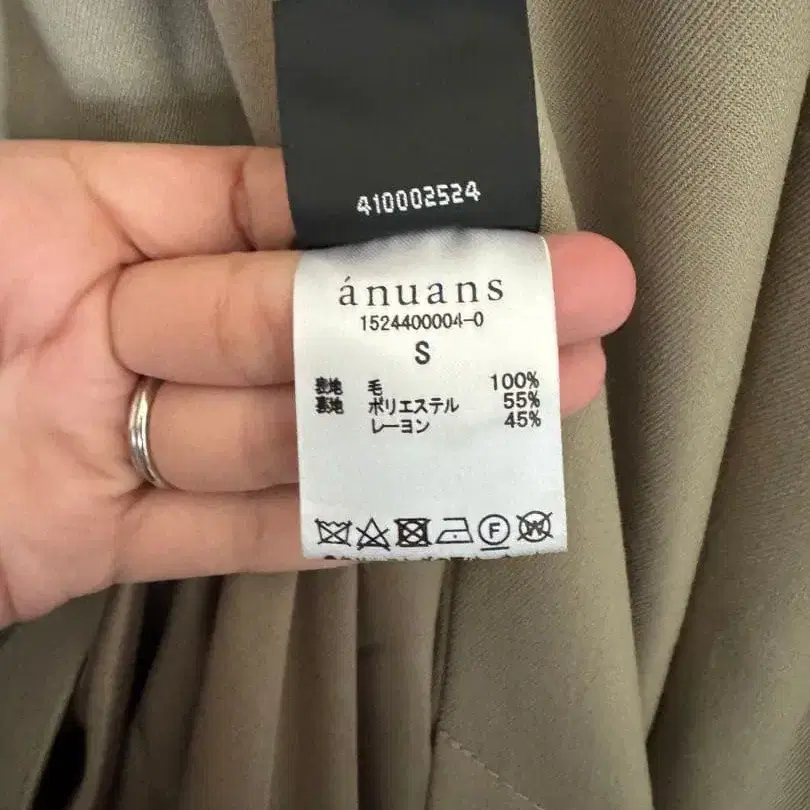 410002524
ánuans
1524400004-0
S
表地 毛 100%
裏地 ポリエステル 55%
レーヨン 45%
F
W